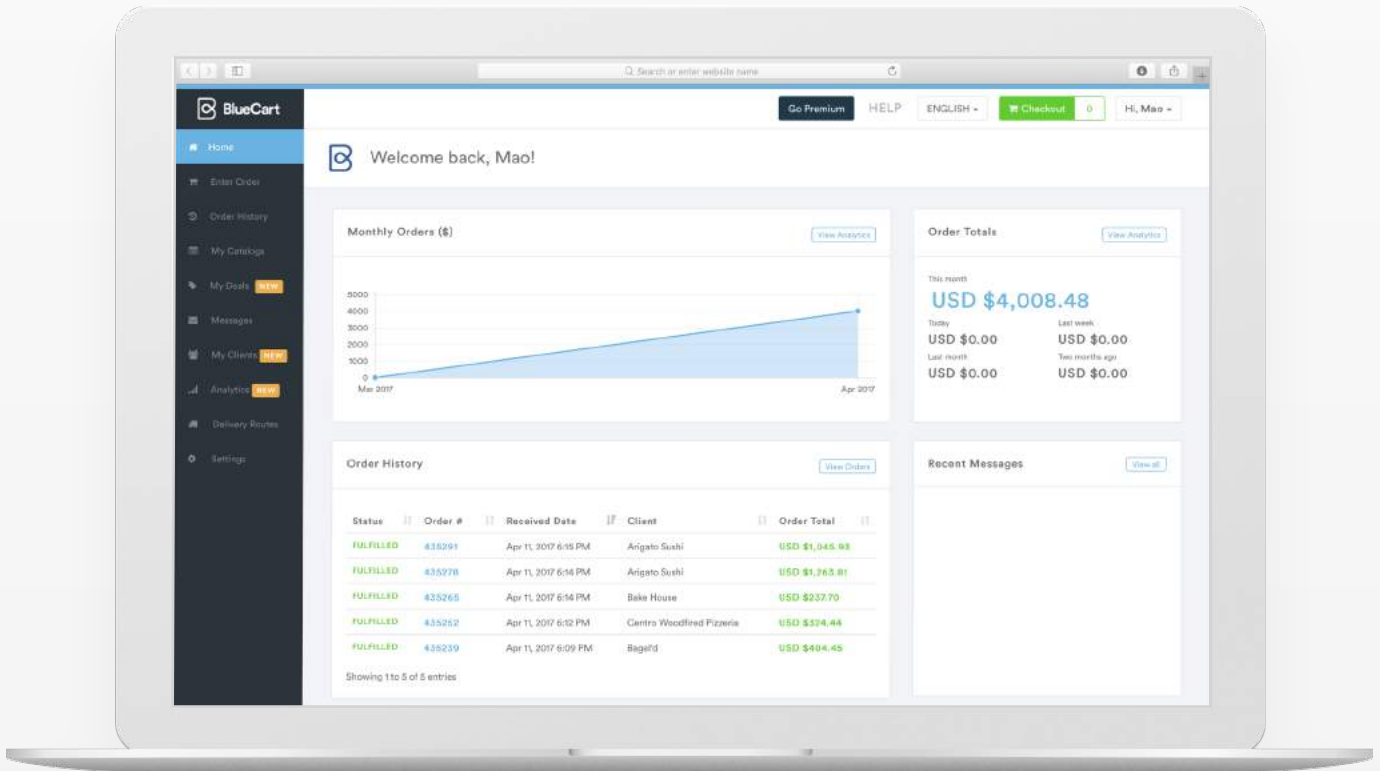 Search or enter website name
BlueCart
Go Premium
HELP
ENGLISH
Checkout
0
Hi, Mao
Home
Enter Order
Order History
My Catalogs
My Deals NEW
Messages
My Clients NEW
Analytics NEW
Delivery Routes
Settings
Welcome back, Mao!
Monthly Orders ($)
View Analytics
5000
4000
3000
2000
1000
0
Mar 2017
Apr 2017
Order Totals
View Analytics
This month
USD $4,008.48
Today
Last week
USD $0.00
USD $0.00
Last month
Two months ago
USD $0.00
USD $0.00
Order History
View Orders
Status Order # Received Date Client Order Total
FULFILLED 435291 Apr 11, 2017 6:15 PM Arigato Sushi
FULFILLED 435278 Apr 11, 2017 6:14 PM Arigato Sushi
FULFILLED 435265 Apr 11, 2017 6:14 PM Bake House USD $237.70
FULFILLED 435252 Apr 11, 2017 6:12 PM Centro Woodfired Pizzeria USD $324.44
FULFILLED 435239 Apr 11, 2017 6:09 PM Bagel'd USD $404.45
Showing 1 to 5 of 5 entries
Recent Messages
View all